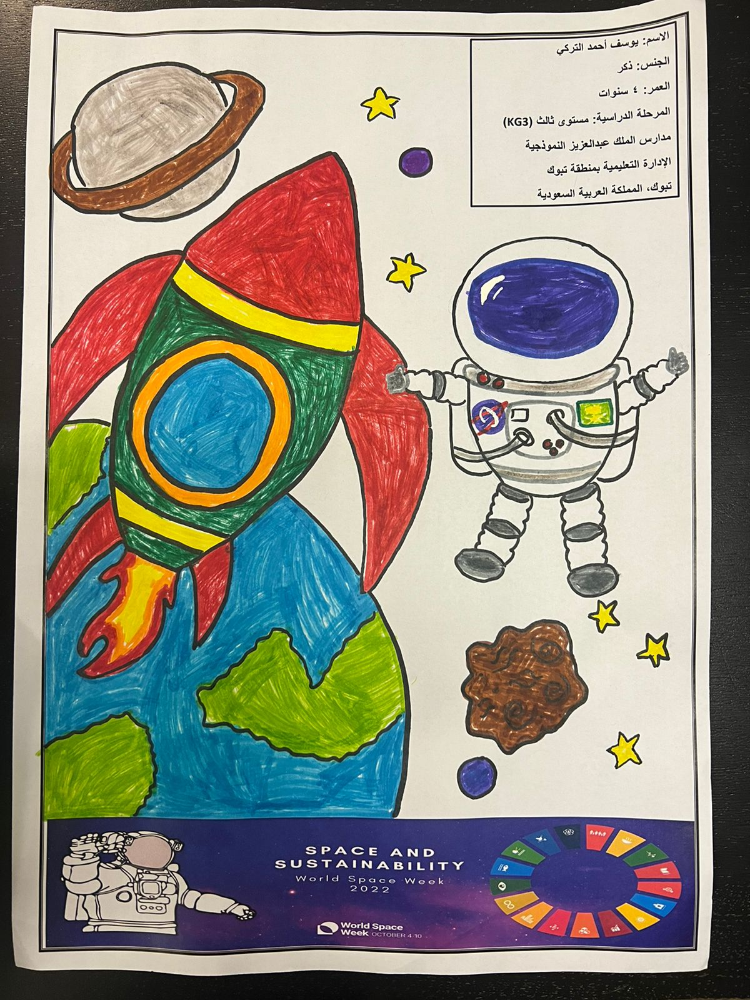 الاسم: يوسف أحمد التركي
الجنس: ذكر
العمر: ٤ سنوات
المرحلة الدراسية: مستوى ثالث (KG3)
مدارس الملك عبدالعزيز النموذجية
الإدارة التعليمية بمنطقة تبوك
تبوك، المملكة العربية السعودية
SPACE AND
SUSTAINABILITY
World Space Week
2022
World Space
Week OCTOBER 4-10